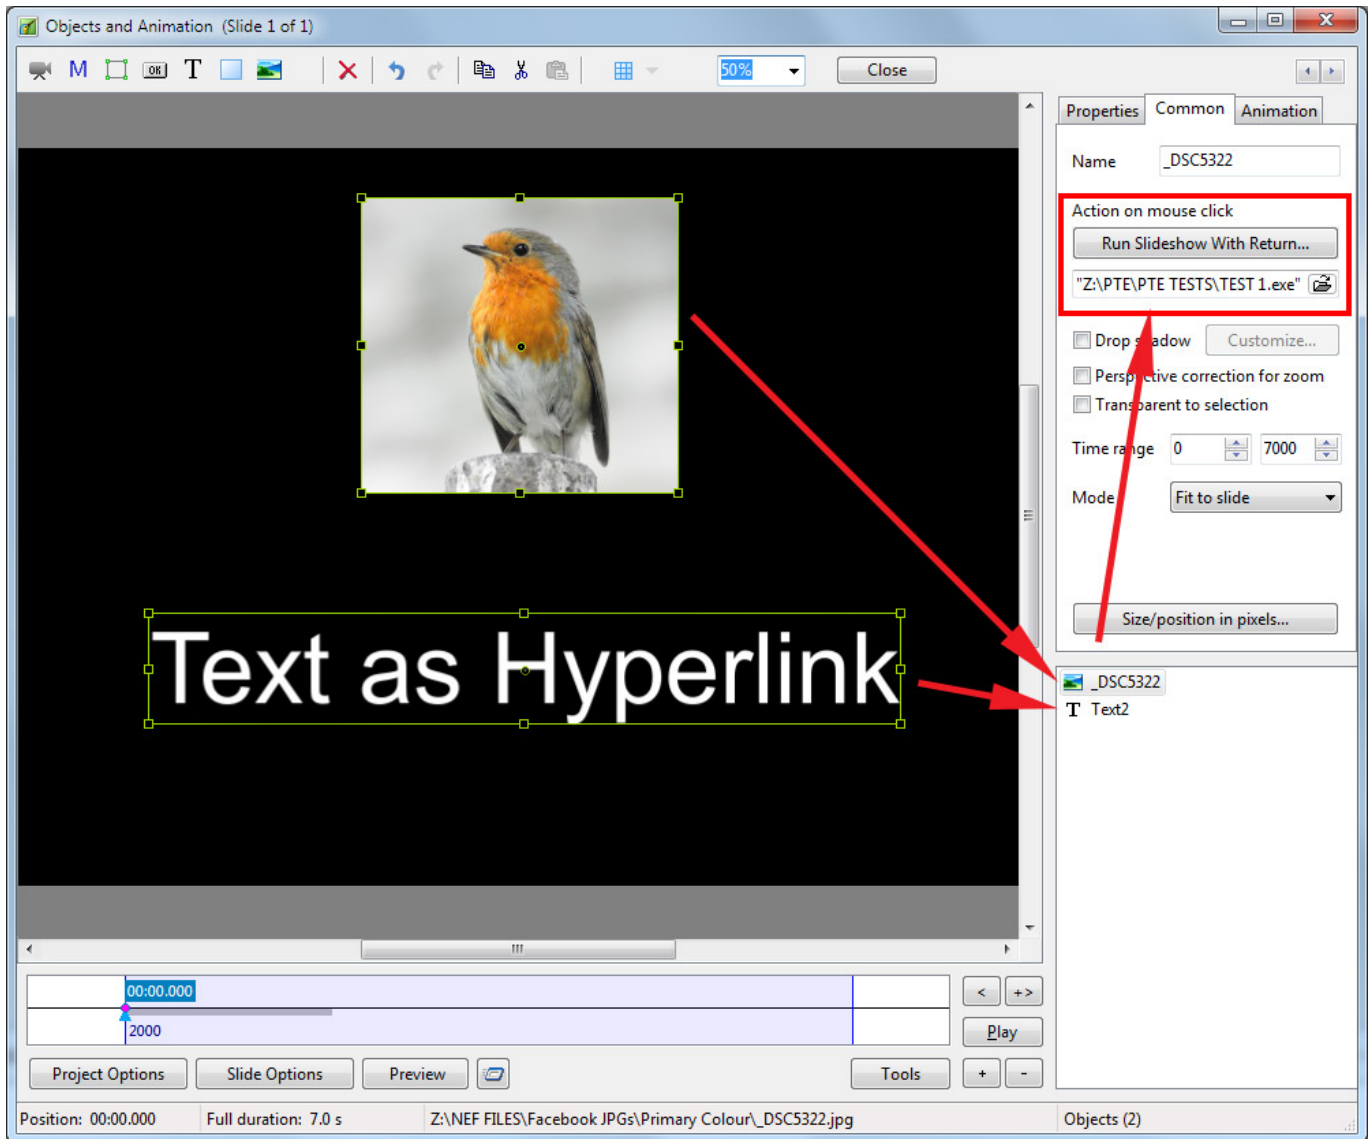 Objects and Animation (Slide 1 of 1)
M OK T 50% Close
Properties Common Animation
Name _DSC5322
Action on mouse click
Run Slideshow With Return...
"Z:\PTE\PTE TESTS\TEST 1.exe"
Drop shadow Customize...
Perspective correction for zoom
Transparent to selection
Time range 0 7000
Mode Fit to slide
Size/position in pixels...
Text as Hyperlink
_DSC5322
T Text2
00:00.000
2000
< +>
Play
Project Options Slide Options Preview Tools + -
Position: 00:00.000 Full duration: 7.0 s Z:\NEF FILES\Facebook JPGs\Primary Colour\_DSC5322.jpg Objects (2)